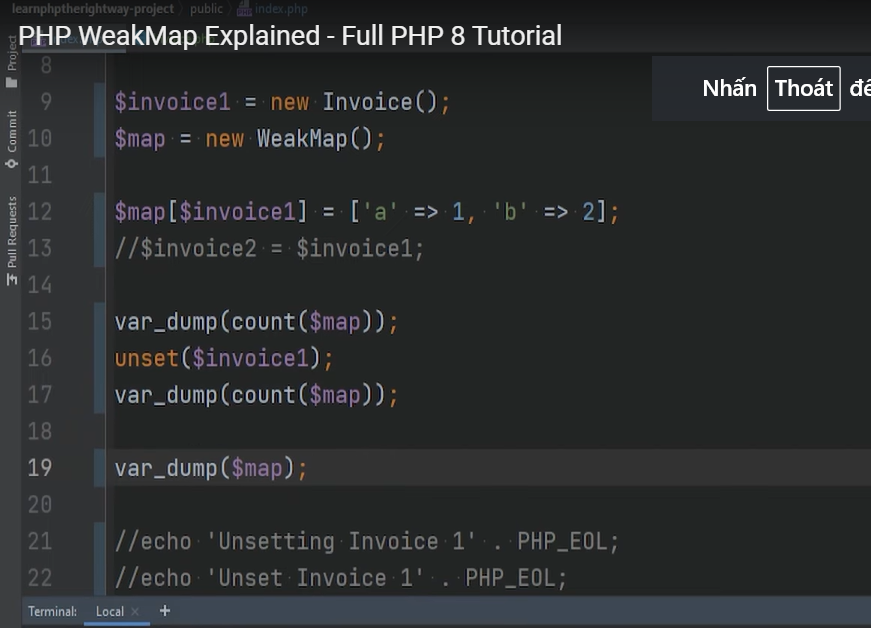 learnphptherightway-project public index.php
PHP WeakMap Explained - Full PHP 8 Tutorial
Nhấn Thoát để
Project
Commit
Pull Requests
8
9 $invoice1 = new Invoice();
10 $map = new WeakMap();
11
12 $map[$invoice1] = ['a' => 1, 'b' => 2];
13 //$invoice2 = $invoice1;
14
15 var_dump(count($map));
16 unset($invoice1);
17 var_dump(count($map));
18
19 var_dump($map);
20
21 //echo 'Unsetting Invoice 1' . PHP_EOL;
22 //echo 'Unset Invoice 1' . PHP_EOL;
Terminal: Local × +